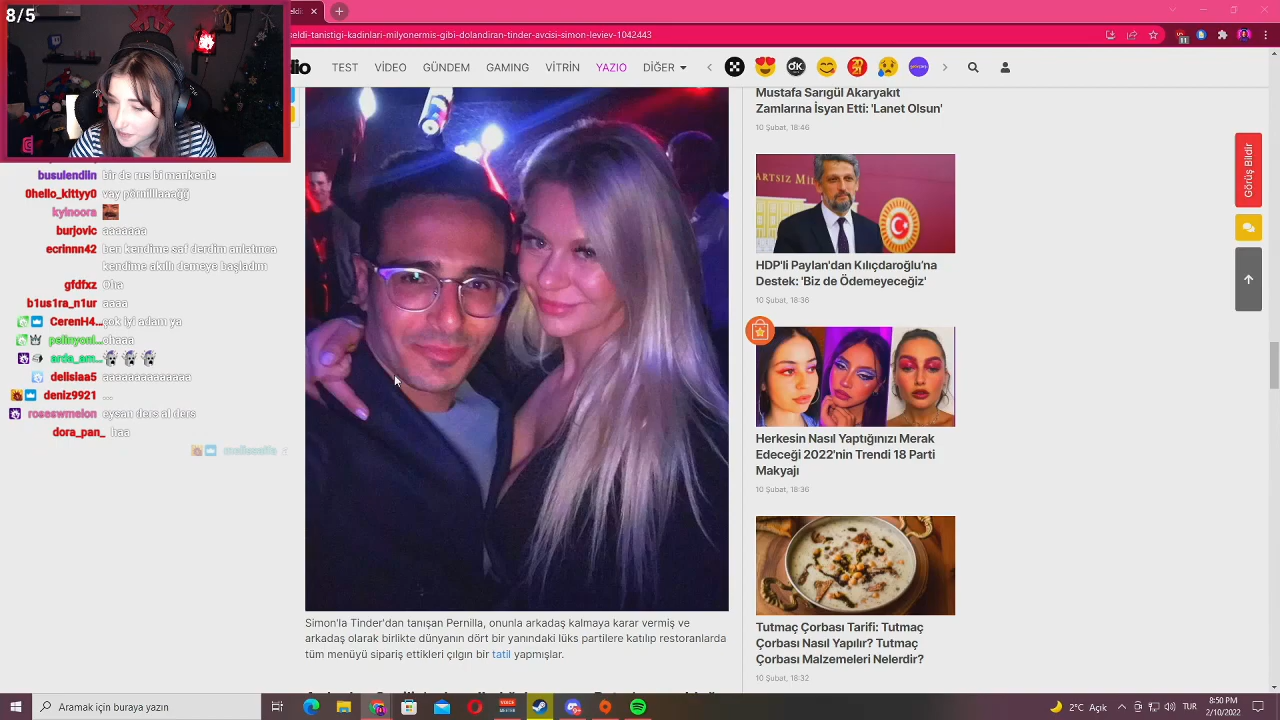 8/5
seldi-tanistigi-kadinlari-milyonermis-gibi-dolandiran-tinder-avcisi-simon-leviev-1042443
TEST VİDEO GÜNDEM GAMING VİTRİN YAZIO DİĞER
busulendiin bir de rus bi mankenle
0hello_kittyy0 vay pöruilllaaağğ
kyinoora
burjovic aaaaaaa
ecrinnn42 ben kendime saf derdim anlatınca
kendime akıllı demeye başladım
gfdfxz Oha
b1us1ra_n1ur aaaa
CerenH4... çok iyi adam ya
pelinyoul... ohaaa
arda_am...
delisiaa5 aaaaaaaaaaaaaa
deniz9921 ...
roseswmelon eyşan ders al ders
dora_pan_ haa
Simon'la Tinder'dan tanışan Pernilla, onunla arkadaş kalmaya karar vermiş ve
arkadaş olarak birlikte dünyanın dört bir yanındaki lüks partilere katılıp restoranlarda
tüm menüyü sipariş ettikleri çılgın bir tatil yapmışlar.
Mustafa Sarıgül Akaryakıt
Zamlarına İsyan Etti: 'Lanet Olsun'
10 Şubat, 18:46
HDP'li Paylan'dan Kılıçdaroğlu'na
Destek: 'Biz de Ödemeyeceğiz'
10 Şubat, 18:36
Herkesin Nasıl Yaptığınızı Merak
Edeceği 2022'nin Trendi 18 Parti
Makyajı
10 Şubat, 18:36
Tutmaç Çorbası Tarifi: Tutmaç
Çorbası Nasıl Yapılır? Tutmaç
Çorbası Malzemeleri Nelerdir?
10 Şubat, 18:32
Görüş Bildir
Aramak için buraya yazın
VOICE
MEETER
2°C Açık
TUR
8:50 PM
2/10/2022